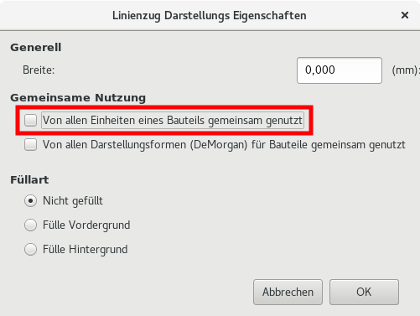 Linienzug Darstellungs Eigenschaften
Generell
Breite: 0,000 (mm):
Gemeinsame Nutzung
Von allen Einheiten eines Bauteils gemeinsam genutzt
Von allen Darstellungsformen (DeMorgan) für Bauteile gemeinsam genutzt
Füllart
Nicht gefüllt
Fülle Vordergrund
Fülle Hintergrund
Abbrechen OK